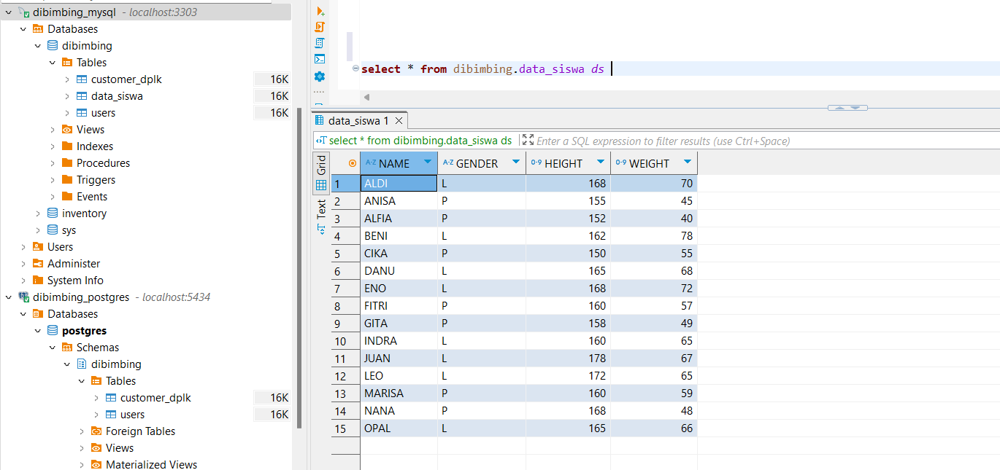 dibimbing_mysql - localhost:3303
Databases
dibimbing
Tables
customer_dplk 16K
data_siswa 16K
users 16K
Views
Indexes
Procedures
Triggers
Events
inventory
sys
Users
Administer
System Info
dibimbing_postgres - localhost:5434
Databases
postgres
Schemas
dibimbing
Tables
customer_dplk 16K
users 16K
Foreign Tables
Views
Materialized Views
select * from dibimbing.data_siswa ds
data_siswa 1
select * from dibimbing.data_siswa ds Enter a SQL expression to filter results (use Ctrl+Space)
Grid
Text
A-Z NAME A-Z GENDER 0-9 HEIGHT 0-9 WEIGHT
1 ALDI L 168 70
2 ANISA P 155 45
3 ALFIA P 152 40
4 BENI L 162 78
5 CIKA P 150 55
6 DANU L 165 68
7 ENO L 168 72
8 FITRI P 160 57
9 GITA P 158 49
10 INDRA L 160 65
11 JUAN L 178 67
12 LEO L 172 65
13 MARISA P 160 59
14 NANA P 168 48
15 OPAL L 165 66